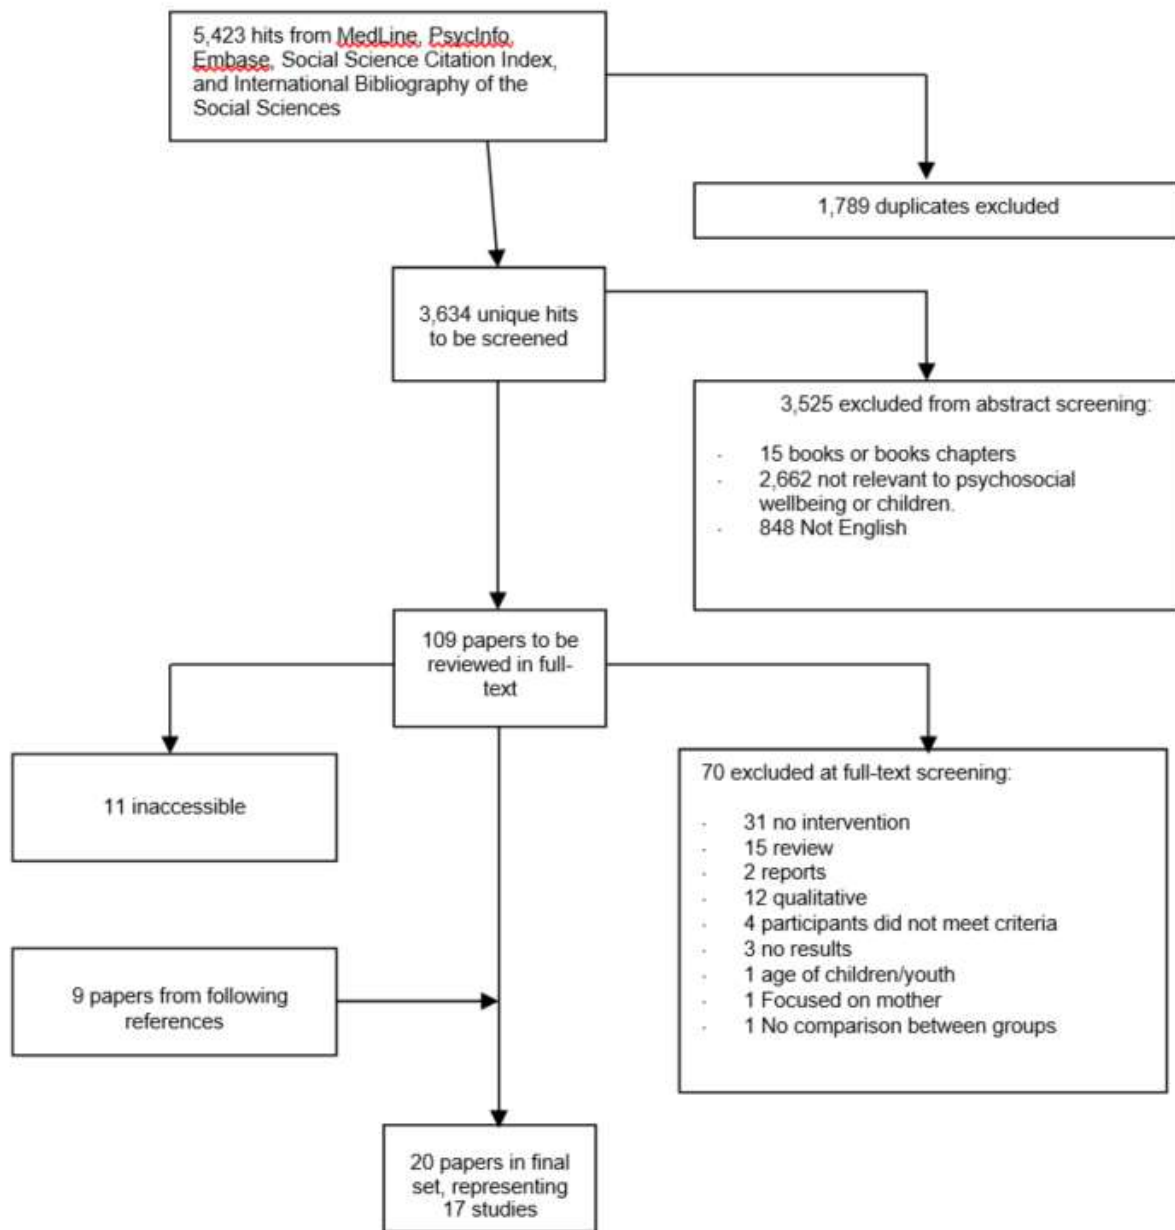 5,423 hits from MedLine, PsycInfo,
Embase, Social Science Citation Index,
and International Bibliography of the
Social Sciences
1,789 duplicates excluded
3,634 unique hits
to be screened
3,525 excluded from abstract screening:
· 15 books or books chapters
· 2,662 not relevant to psychosocial
wellbeing or children.
· 848 Not English
109 papers to be
reviewed in full-
text
11 inaccessible
70 excluded at full-text screening:
· 31 no intervention
· 15 review
· 2 reports
· 12 qualitative
· 4 participants did not meet criteria
· 3 no results
· 1 age of children/youth
· 1 Focused on mother
· 1 No comparison between groups
9 papers from following
references
20 papers in final
set, representing
17 studies